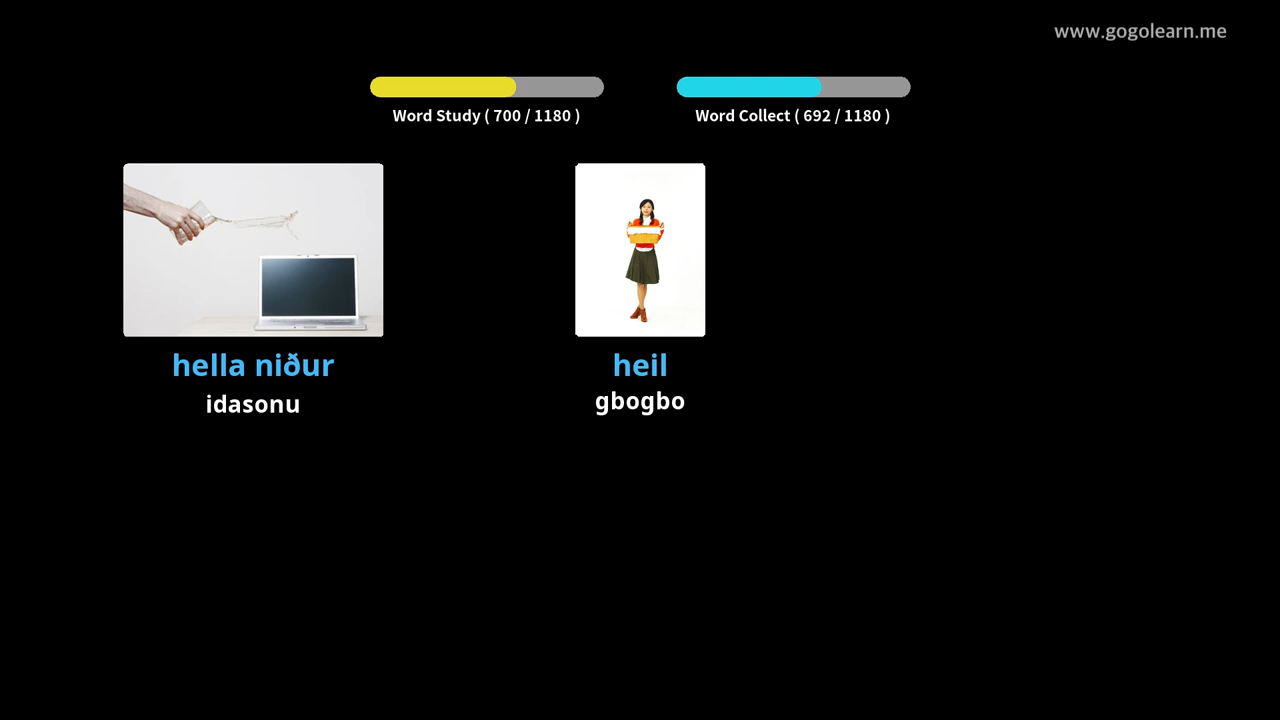 www.gogolearn.me
Word Study ( 700 / 1180 )
Word Collect ( 692 / 1180 )
hella niður
idasonu
heil
gbogbo